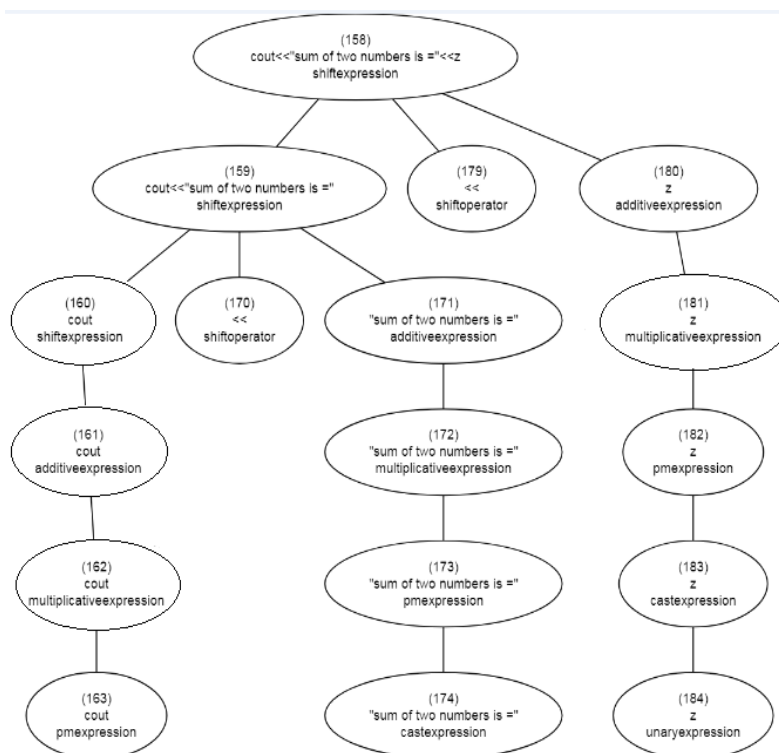 (158)
cout<<"sum of two numbers is ="<<z
shiftexpression
(159)
cout<<"sum of two numbers is ="
shiftexpression
(179)
<<
shiftoperator
(180)
z
additiveexpression
(160)
cout
shiftexpression
(170)
<<
shiftoperator
(171)
"sum of two numbers is ="
additiveexpression
(181)
z
multiplicativeexpression
(161)
cout
additiveexpression
(172)
"sum of two numbers is ="
multiplicativeexpression
(182)
z
pmexpression
(162)
cout
multiplicativeexpression
(173)
"sum of two numbers is ="
pmexpression
(183)
z
castexpression
(163)
cout
pmexpression
(174)
"sum of two numbers is ="
castexpression
(184)
z
unaryexpression